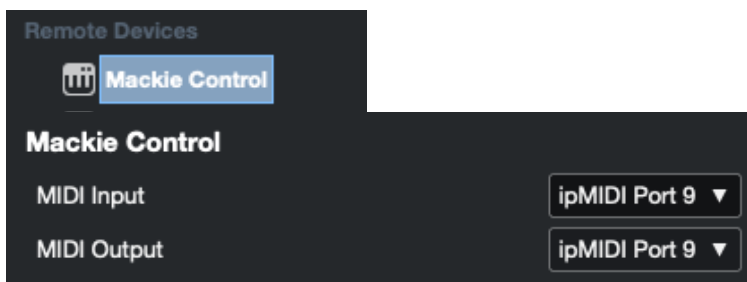 Remote Devices
Mackie Control
Mackie Control
MIDI Input ipMIDI Port 9 ▼
MIDI Output ipMIDI Port 9 ▼